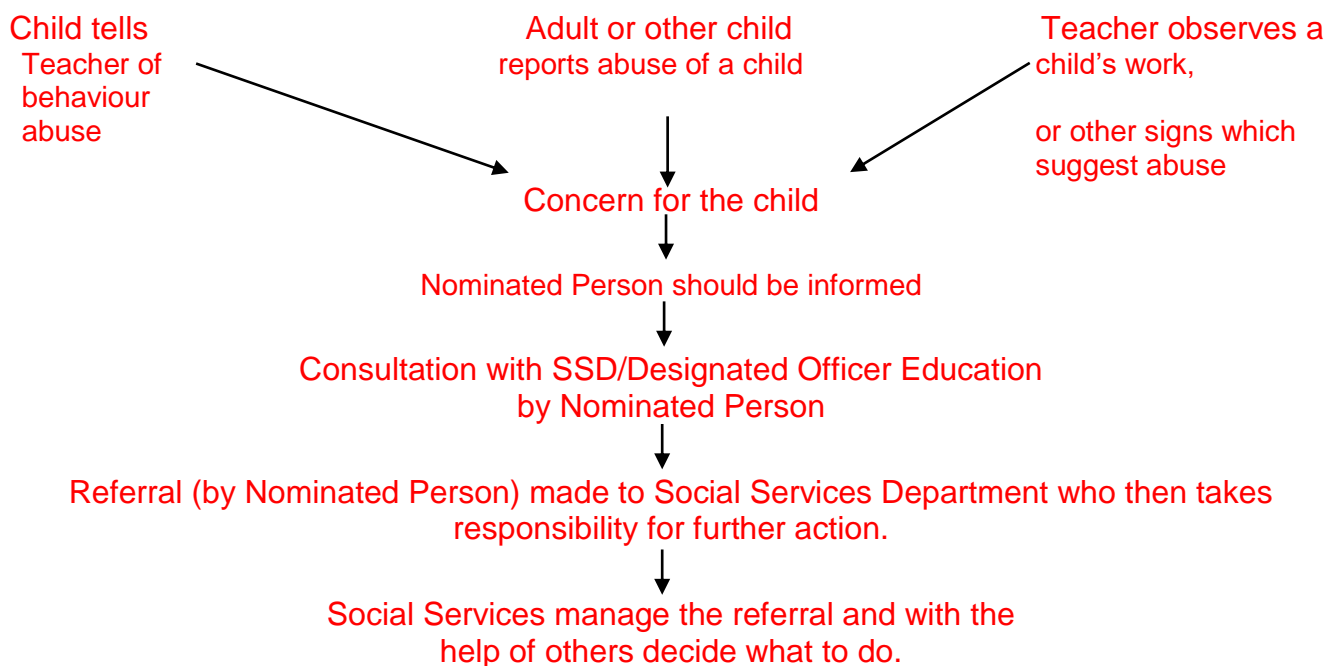 Child tells
Teacher of
behaviour
abuse
Adult or other child
reports abuse of a child
Teacher observes a
child’s work,
or other signs which
suggest abuse
Concern for the child
Nominated Person should be informed
Consultation with SSD/Designated Officer Education
by Nominated Person
Referral (by Nominated Person) made to Social Services Department who then takes
responsibility for further action.
Social Services manage the referral and with the
help of others decide what to do.